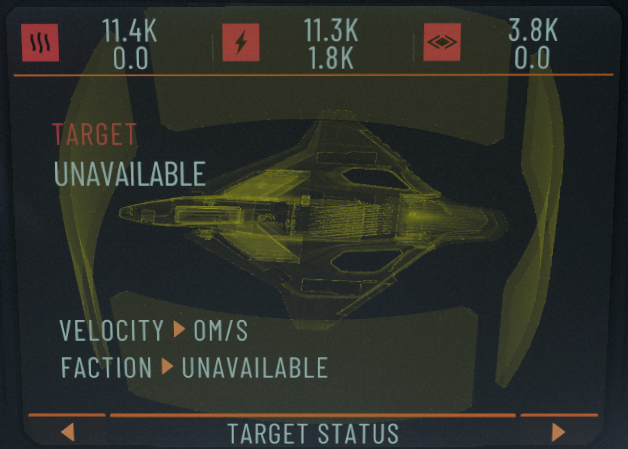 11.4K 11.3K 3.8K
0.0 1.8K 0.0
TARGET
UNAVAILABLE
VELOCITY 0M/S
FACTION UNAVAILABLE
TARGET STATUS